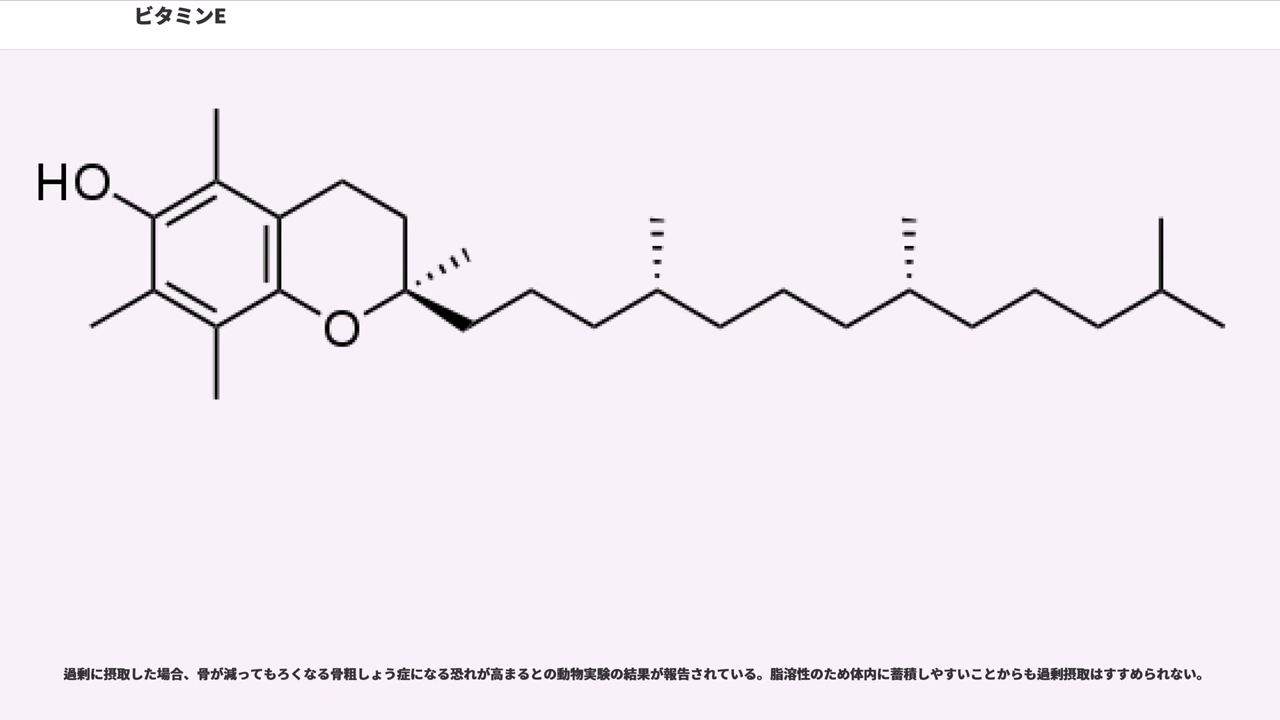 ビタミンE
HO
O
過剰に摂取した場合、骨が減ってもろくなる骨粗しょう症になる恐れが高まるとの動物実験の結果が報告されている。脂溶性のため体内に蓄積しやすいことからも過剰摂取はすすめられない。